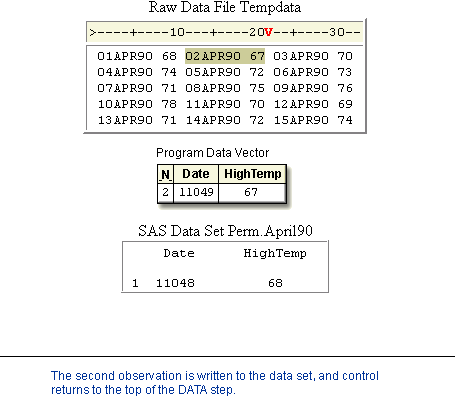 Raw Data File Tempdata
>----+----10---+----20V--+----30--
01APR90 68 02APR90 67 03APR90 70
04APR90 74 05APR90 72 06APR90 73
07APR90 71 08APR90 75 09APR90 76
10APR90 78 11APR90 70 12APR90 69
13APR90 71 14APR90 72 15APR90 74
Program Data Vector
_N_ Date HighTemp
2 11049 67
SAS Data Set Perm.April90
Date HighTemp
1 11048 68
The second observation is written to the data set, and control
returns to the top of the DATA step.